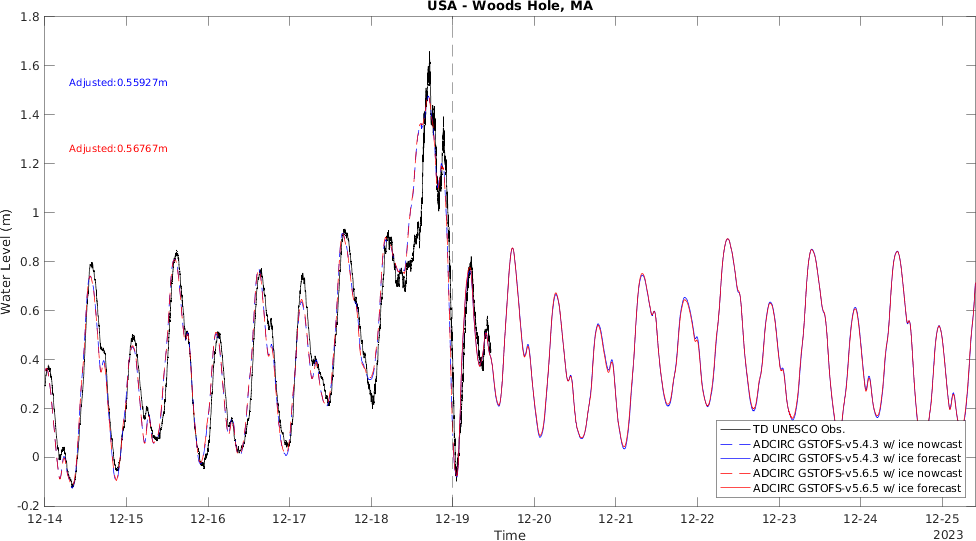 USA - Woods Hole, MA
1.8
1.6
1.4
1.2
1
0.8
0.6
0.4
0.2
0
-0.2
Water Level (m)
Adjusted:0.55927m
Adjusted:0.56767m
TD UNESCO Obs.
ADCIRC GSTOFS-v5.4.3 w/ ice nowcast
ADCIRC GSTOFS-v5.4.3 w/ ice forecast
ADCIRC GSTOFS-v5.6.5 w/ ice nowcast
ADCIRC GSTOFS-v5.6.5 w/ ice forecast
12-14 12-15 12-16 12-17 12-18 12-19 12-20 12-21 12-22 12-23 12-24 12-25
Time
2023